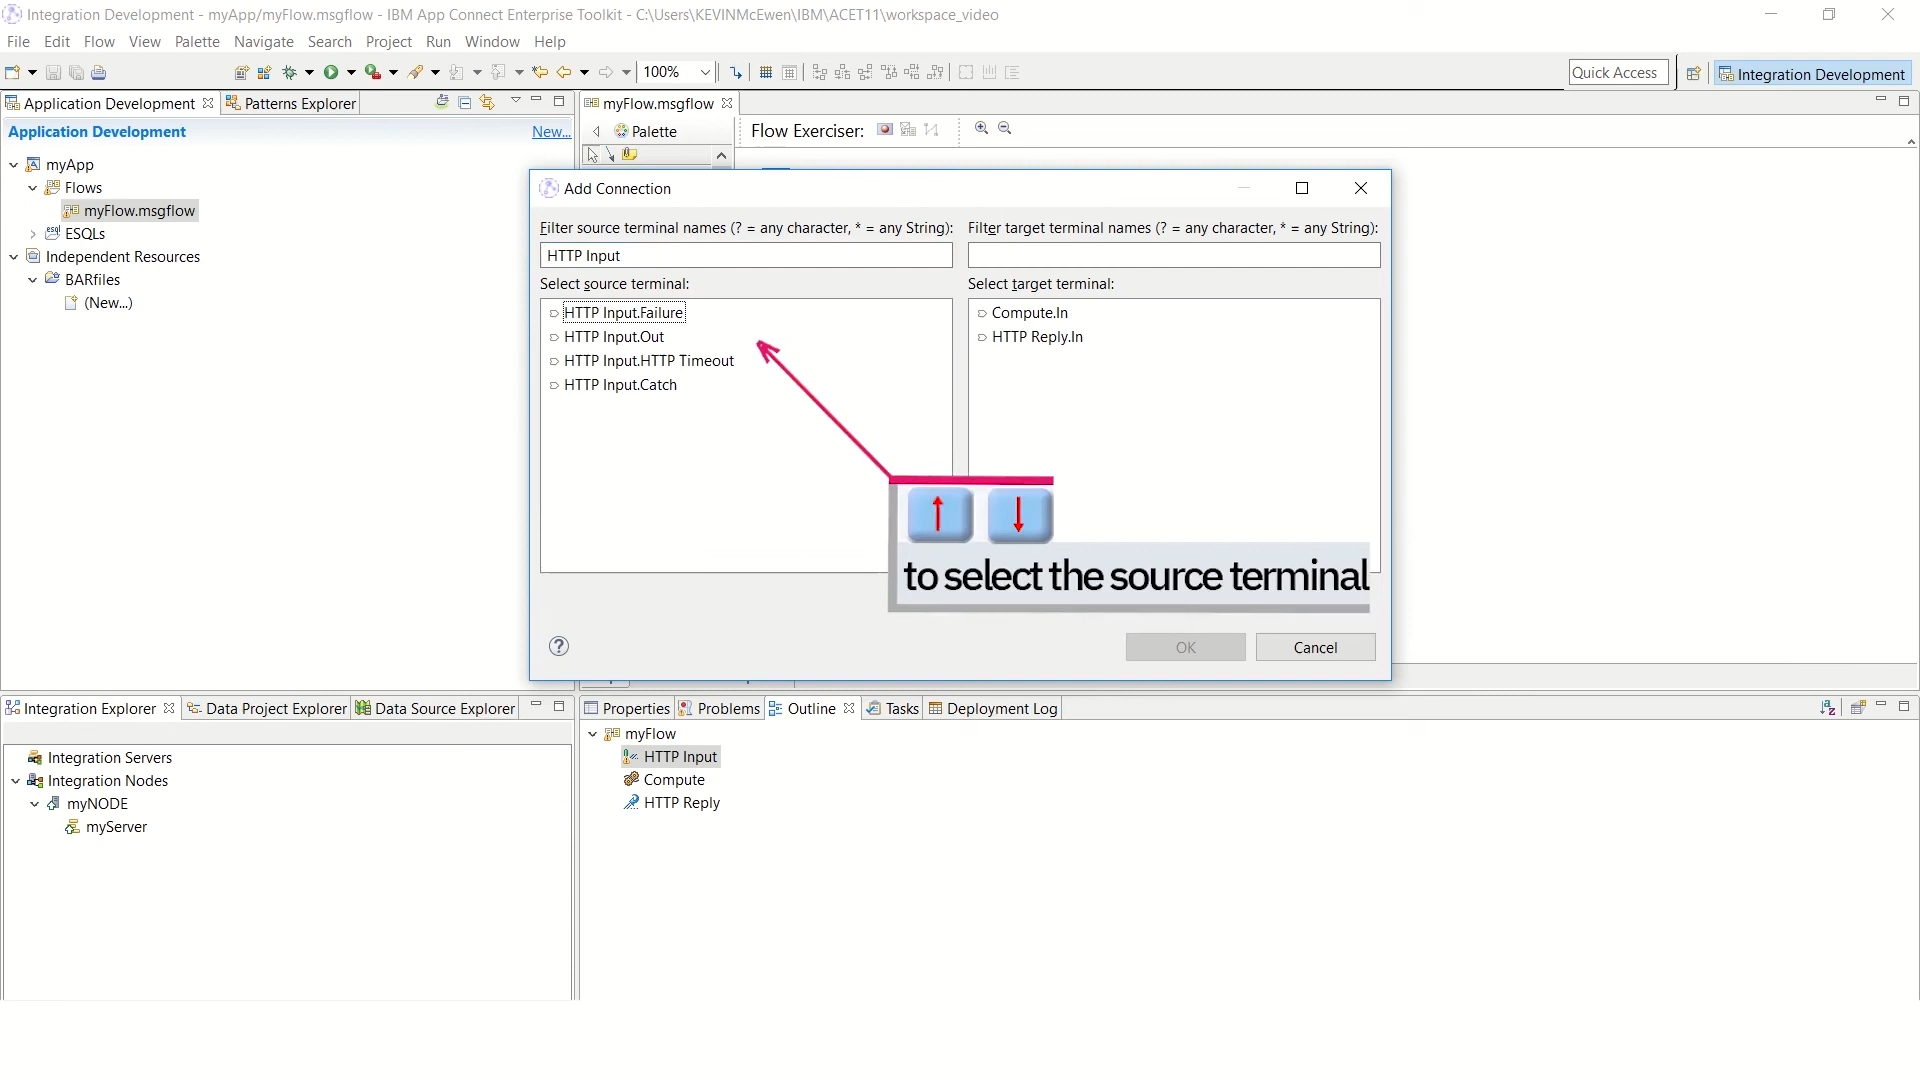 Integration Development - myApp/myFlow.msgflow - IBM App Connect Enterprise Toolkit - C:\Users\KEVINMcEwen\IBM\ACET11\workspace_video
File Edit Flow View Palette Navigate Search Project Run Window Help
100%
Quick Access
Integration Development
Application Development
Patterns Explorer
myFlow.msgflow
Application Development
New...
Palette
Flow Exerciser:
myApp
Flows
myFlow.msgflow
ESQLs
Independent Resources
BARfiles
(New...)
Add Connection
Filter source terminal names (? = any character, * = any String):
Filter target terminal names (? = any character, * = any String):
HTTP Input
Select source terminal:
Select target terminal:
HTTP Input.Failure
HTTP Input.Out
HTTP Input.HTTP Timeout
HTTP Input.Catch
Compute.In
HTTP Reply.In
to select the source terminal
OK
Cancel
Integration Explorer
Data Project Explorer
Data Source Explorer
Properties
Problems
Outline
Tasks
Deployment Log
Integration Servers
Integration Nodes
myNODE
myServer
myFlow
HTTP Input
Compute
HTTP Reply